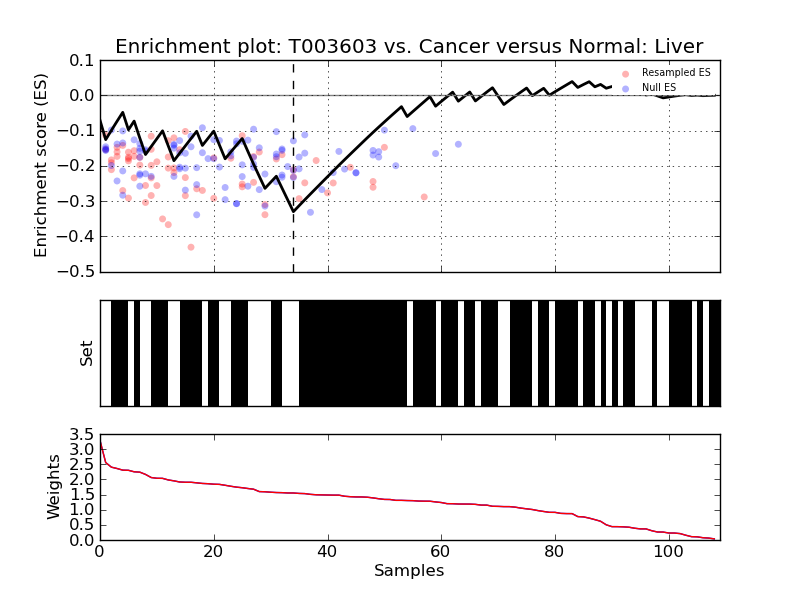 Enrichment plot: T003603 vs. Cancer versus Normal: Liver
Enrichment score (ES)
0.1
0.0
−0.1
−0.2
−0.3
−0.4
−0.5
Resampled ES
Null ES
Set
Weights
3.5
3.0
2.5
2.0
1.5
1.0
0.5
0.0
0 20 40 60 80 100
Samples